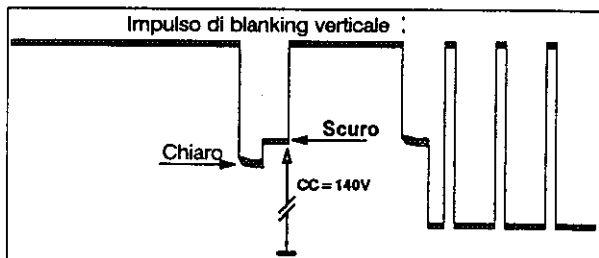 Impulso di blanking verticale
Scuro
Chiaro
CC = 140V